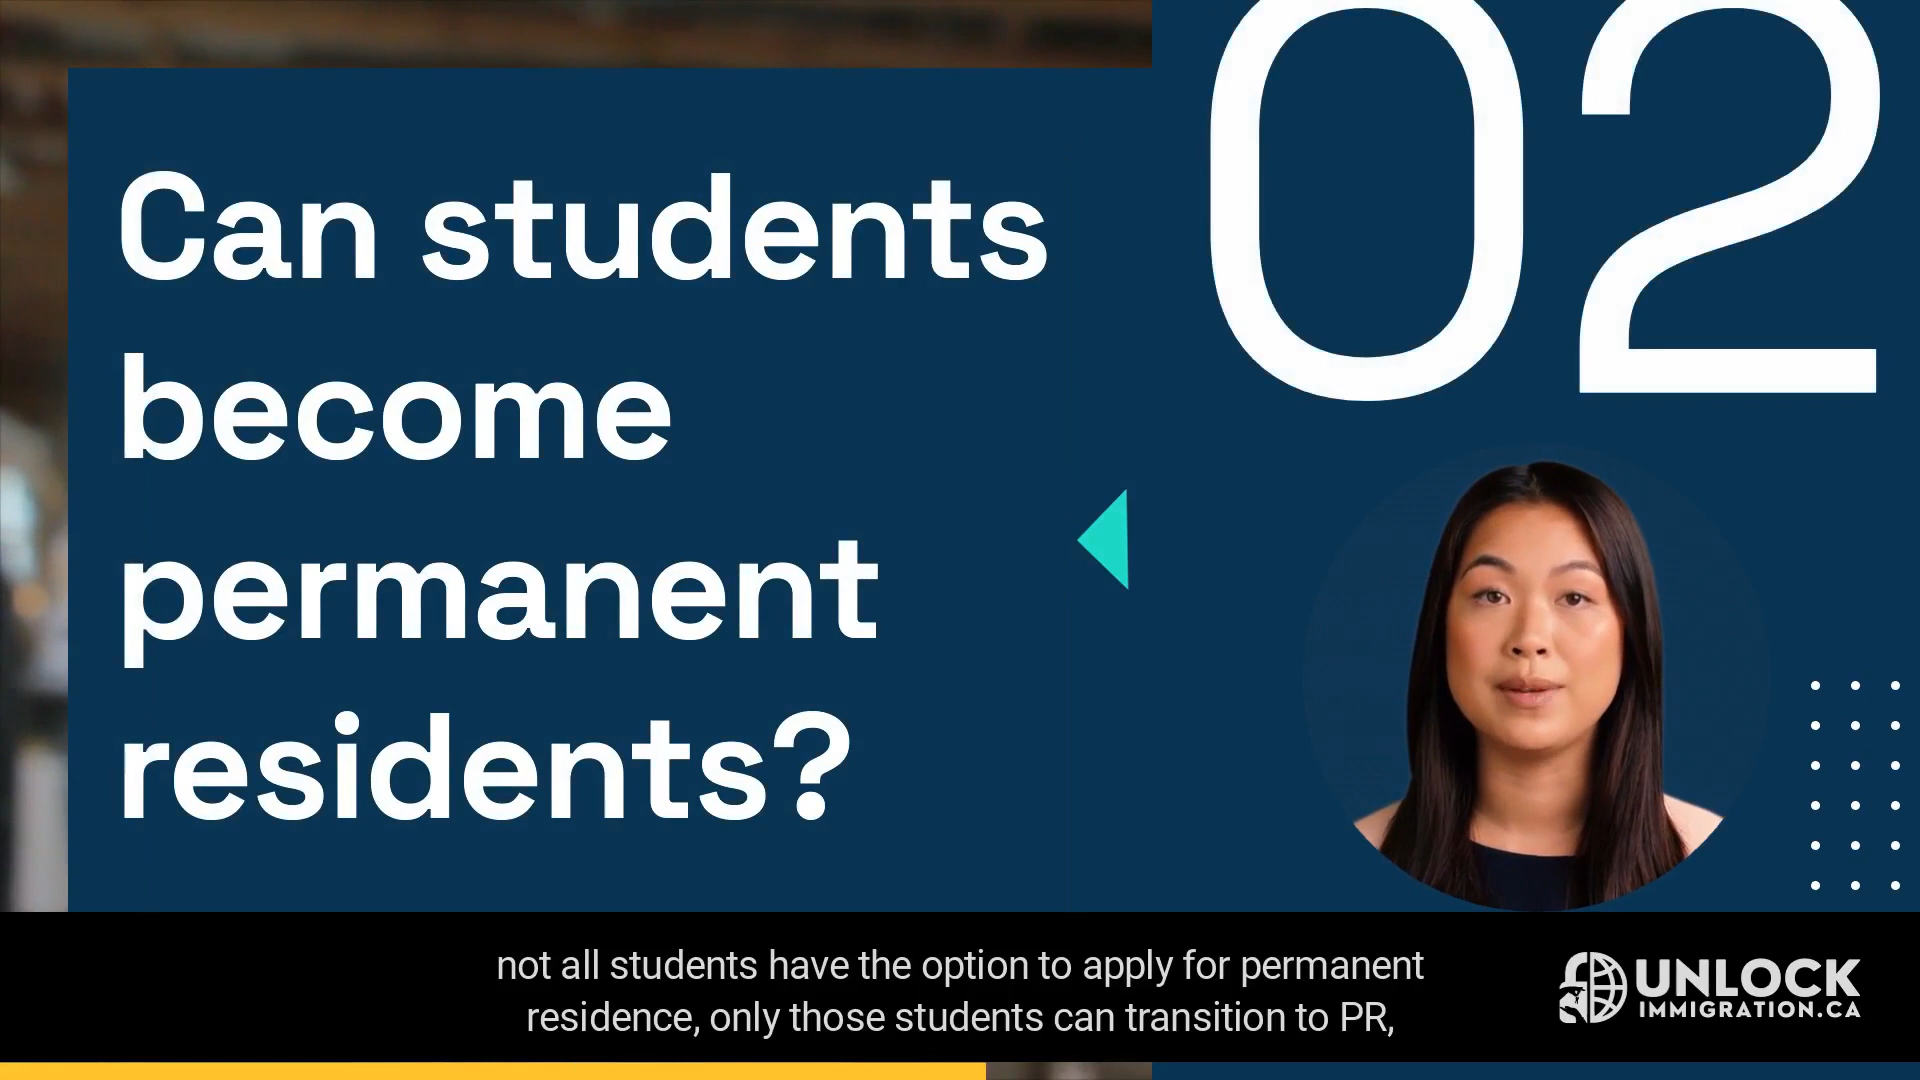 Can students
become
permanent
residents?
02
not all students have the option to apply for permanent
residence, only those students can transition to PR,
UNLOCK
IMMIGRATION.CA